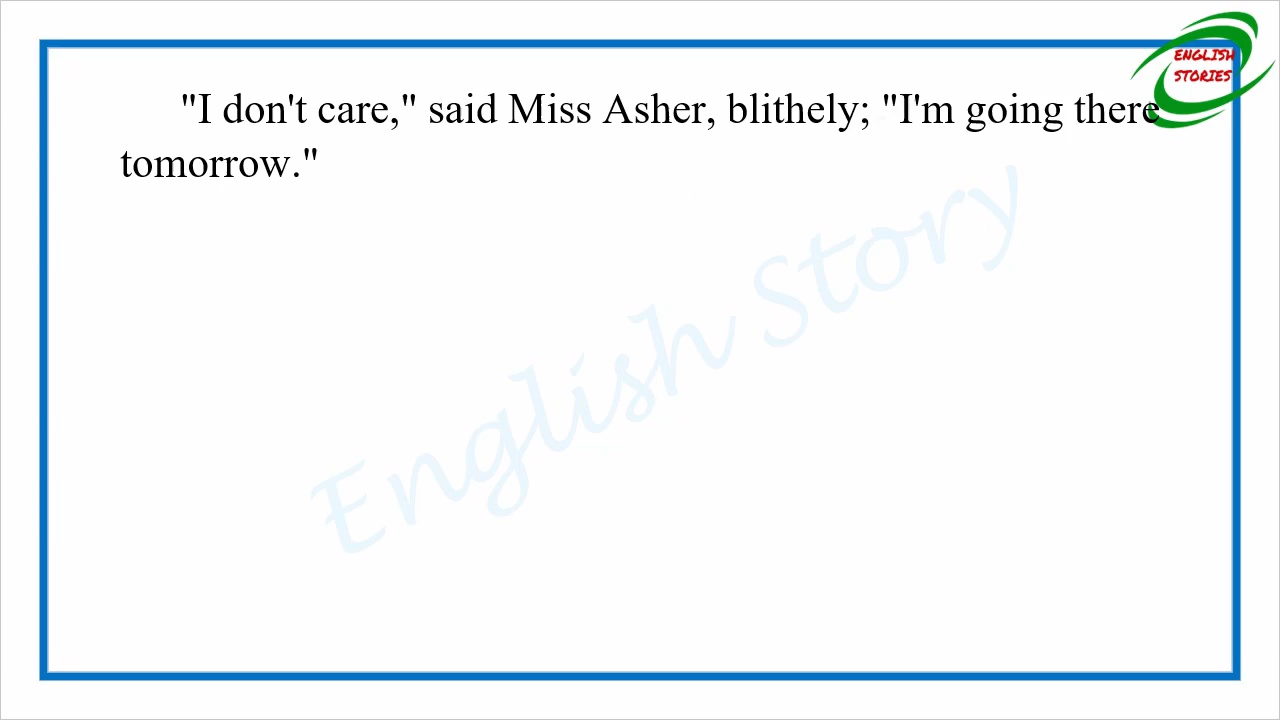 ENGLISH
STORIES
"I don't care," said Miss Asher, blithely; "I'm going there
tomorrow."
English Story